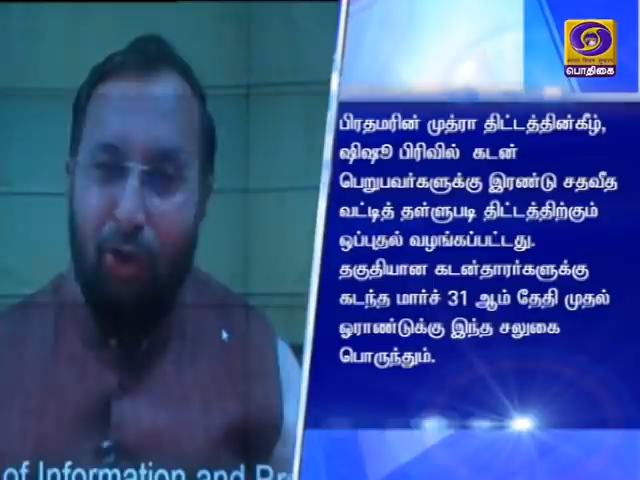 பொதிகை
பிரதமரின் முத்ரா திட்டத்தின்கீழ்,
ஷிஷூ பிரிவில் கடன்
பெறுபவர்களுக்கு இரண்டு சதவீத
வட்டித் தள்ளுபடி திட்டத்திற்கும்
ஒப்புதல் வழங்கப்பட்டது.
தகுதியான கடன்தாரர்களுக்கு
கடந்த மார்ச் 31 ஆம் தேதி முதல்
ஓராண்டுக்கு இந்த சலுகை
பொருந்தும்.
of Information and